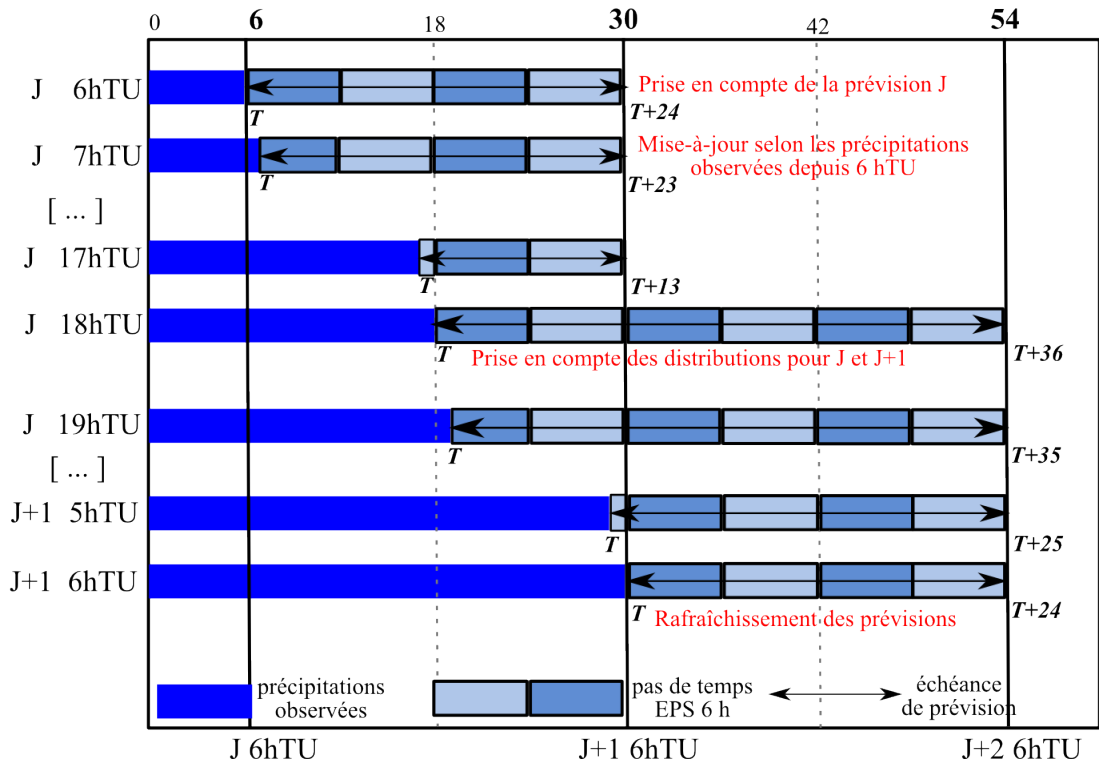 0 6 18 30 42 54
J 6hTU
Prise en compte de la prévision J
T
T+24
J 7hTU
Mise-à-jour selon les précipitations
observées depuis 6 hTU
T
T+23
[ ... ]
J 17hTU
T
T+13
J 18hTU
T
Prise en compte des distributions pour J et J+1
T+36
J 19hTU
T
T+35
[ ... ]
J+1 5hTU
T
T+25
J+1 6hTU
T
T+24
Rafraîchissement des prévisions
précipitations
observées
pas de temps
EPS 6 h
échéance
de prévision
J 6hTU
J+1 6hTU
J+2 6hTU